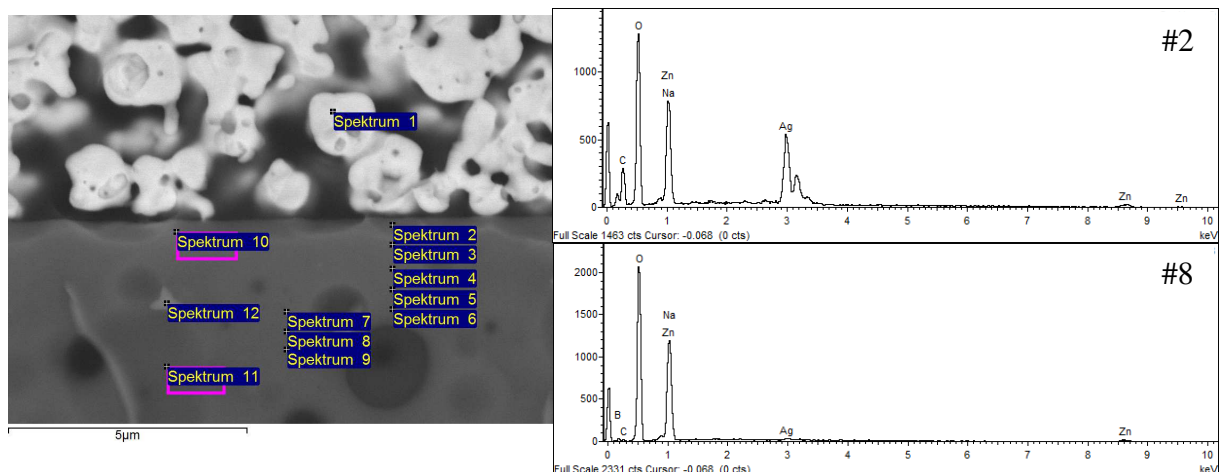 Spektrum 1
Spektrum 10
Spektrum 2
Spektrum 3
Spektrum 4
Spektrum 5
Spektrum 6
Spektrum 12
Spektrum 7
Spektrum 8
Spektrum 9
Spektrum 11
5µm
#2
O
Zn
Na
C
Ag
Zn
Zn
1000
500
0
0 1 2 3 4 5 6 7 8 9 10
Full Scale 1463 cts Cursor: -0.068 (0 cts)
keV
#8
O
Na
Zn
B
C
Ag
Zn
2000
1500
1000
500
0
0 1 2 3 4 5 6 7 8 9 10
Full Scale 2331 cts Cursor: -0.068 (0 cts)
keV